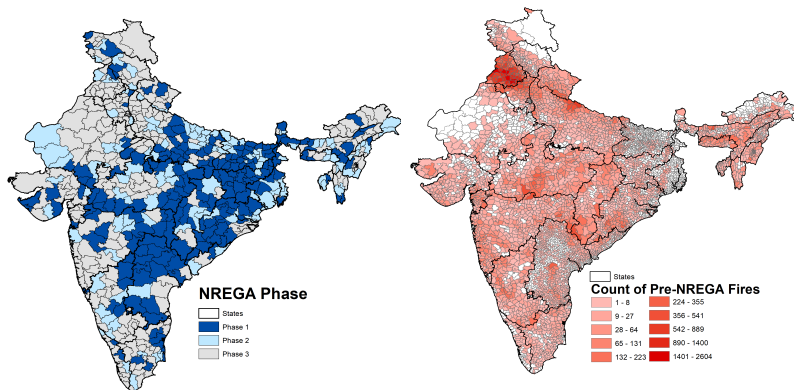 NREGA Phase
States
Phase 1
Phase 2
Phase 3
States
Count of Pre-NREGA Fires
1 - 8
9 - 27
28 - 64
65 - 131
132 - 223
224 - 355
356 - 541
542 - 889
890 - 1400
1401 - 2604